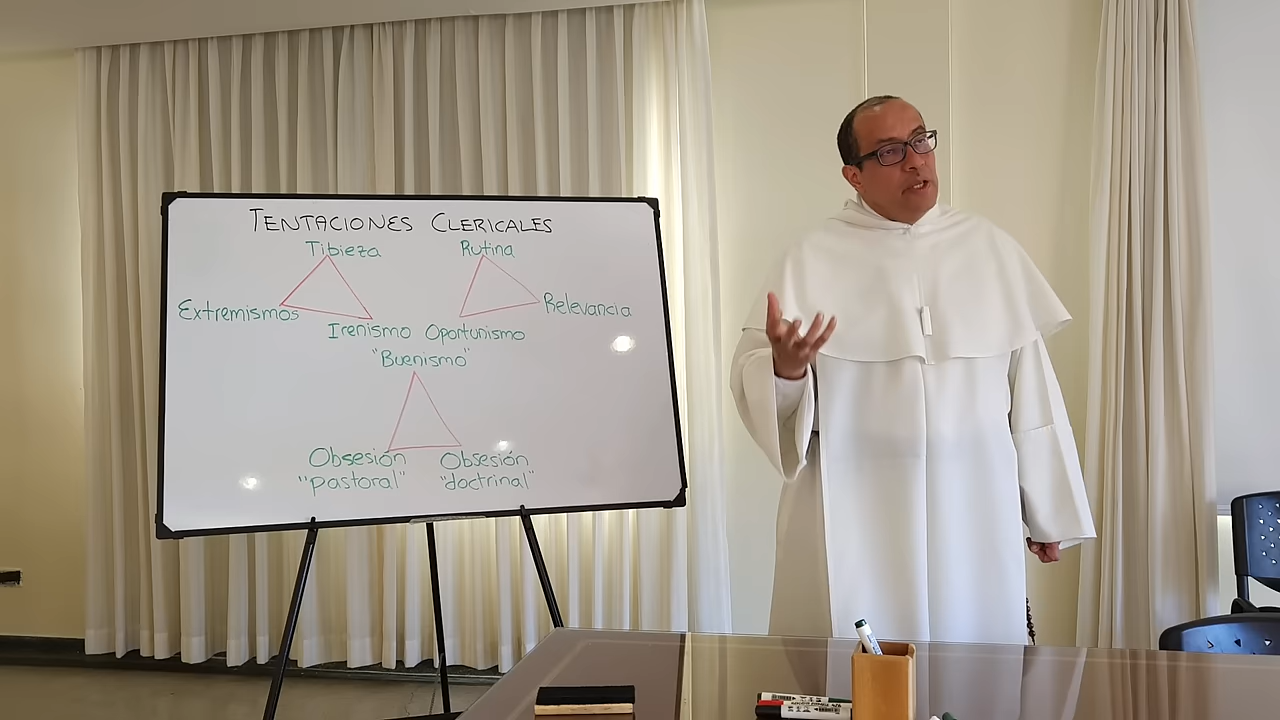 TENTACIONES CLERICALES
Tibieza
Rutina
Extremismos
Relevancia
Irenismo
Oportunismo
"Buenismo"
Obsesión
"pastoral"
Obsesión
"doctrinal"